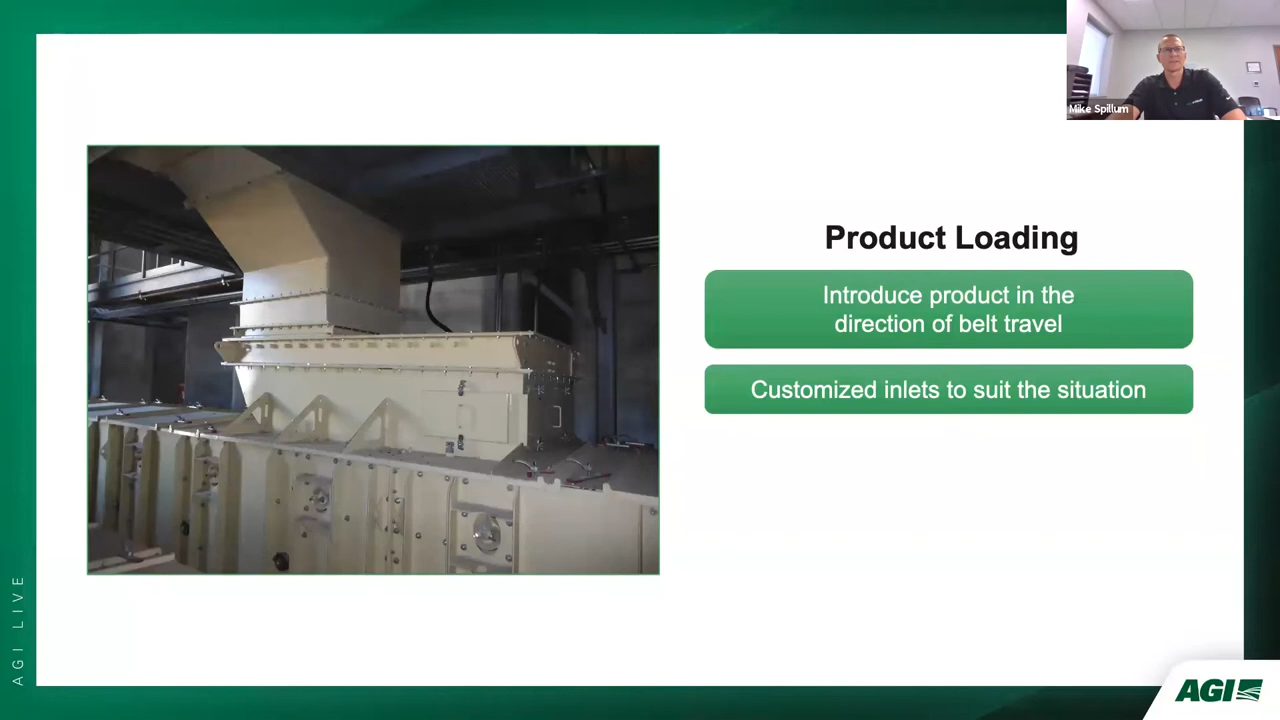 Mike Spillum
Product Loading
Introduce product in the
direction of belt travel
Customized inlets to suit the situation
AGI LIVE
AGI